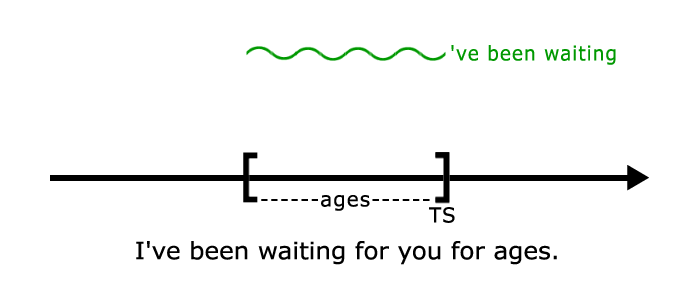 've been waiting
------ages------
TS
I've been waiting for you for ages.